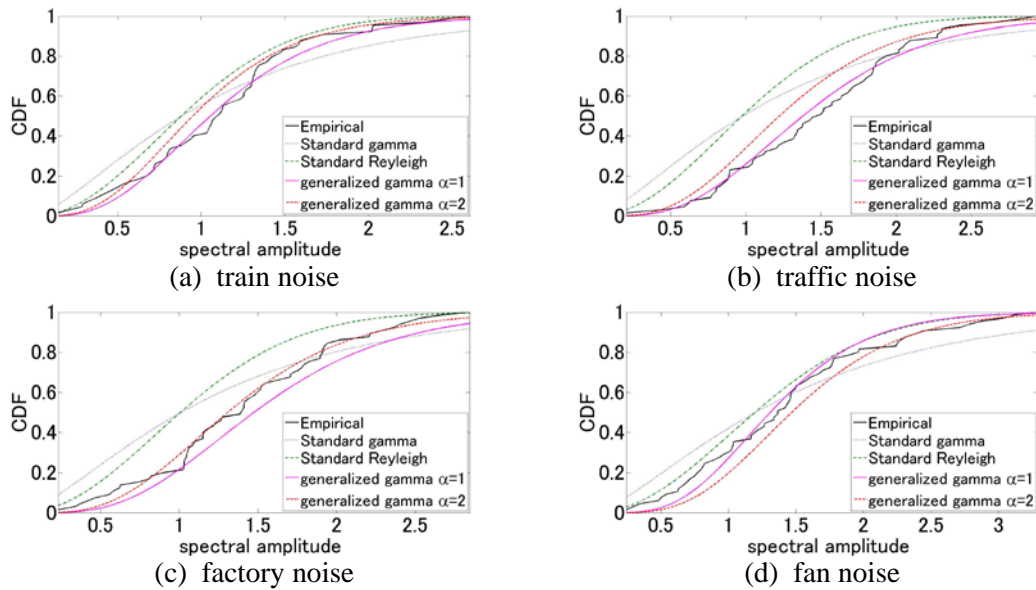 1
0.8
0.6
0.4
0.2
0
CDF
Empirical
Standard gamma
Standard Reyleigh
generalized gamma α=1
generalized gamma α=2
0.5 1 1.5 2 2.5
spectral amplitude
(a) train noise
1
0.8
0.6
0.4
0.2
0
CDF
Empirical
Standard gamma
Standard Reyleigh
generalized gamma α=1
generalized gamma α=2
0.5 1 1.5 2 2.5
spectral amplitude
(b) traffic noise
1
0.8
0.6
0.4
0.2
0
CDF
Empirical
Standard gamma
Standard Reyleigh
generalized gamma α=1
generalized gamma α=2
0.5 1 1.5 2 2.5
spectral amplitude
(c) factory noise
1
0.8
0.6
0.4
0.2
0
CDF
Empirical
Standard gamma
Standard Reyleigh
generalized gamma α=1
generalized gamma α=2
0.5 1 1.5 2 2.5 3
spectral amplitude
(d) fan noise